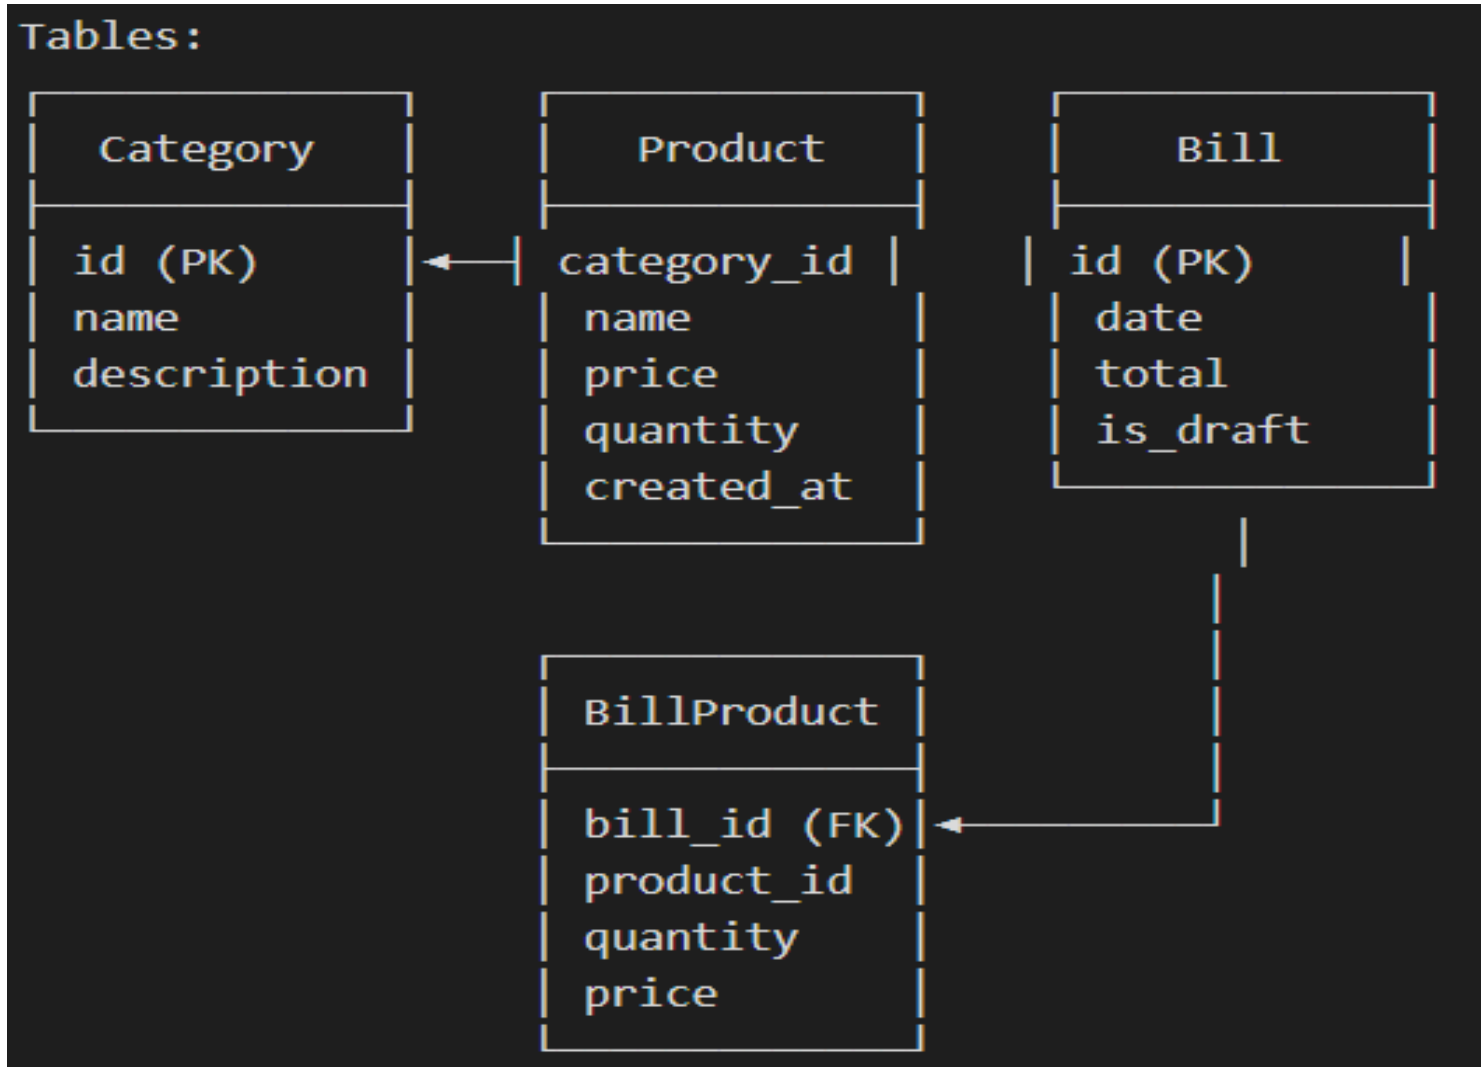 Tables:
Category
id (PK)
name
description
Product
category_id
name
price
quantity
created_at
Bill
id (PK)
date
total
is_draft
BillProduct
bill_id (FK)
product_id
quantity
price